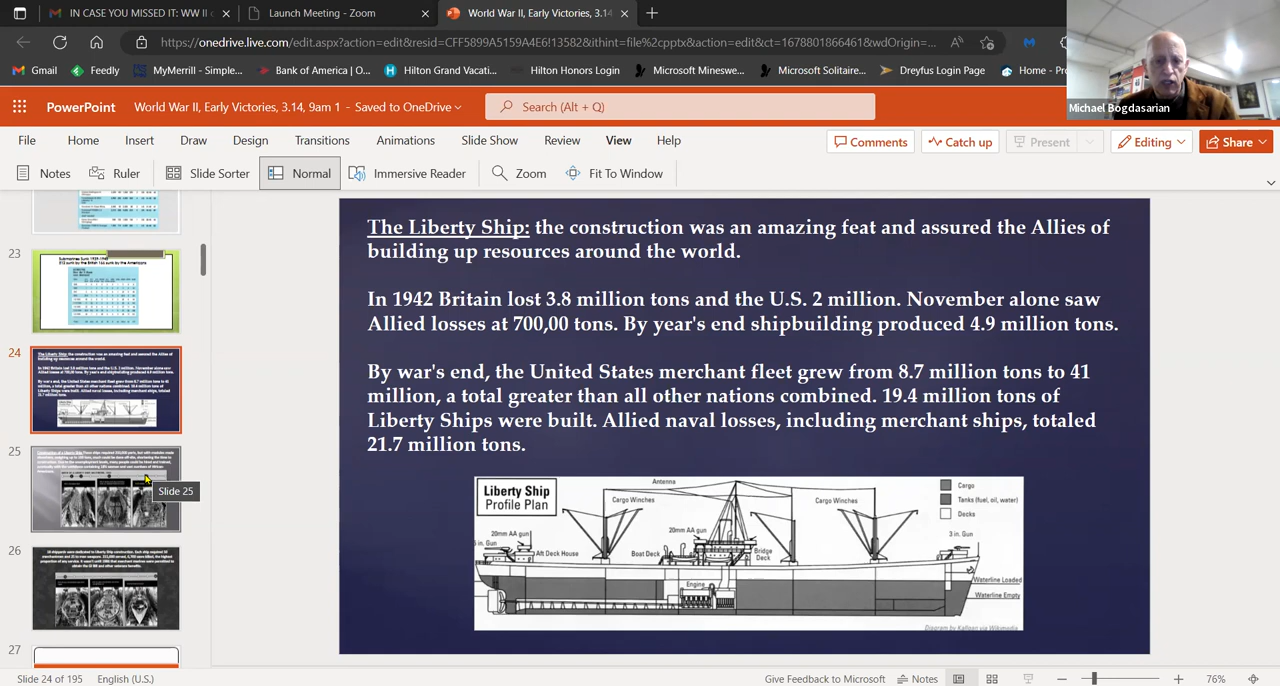 IN CASE YOU MISSED IT: WW II
Launch Meeting - Zoom
World War II, Early Victories, 3.14
https://onedrive.live.com/edit.aspx?action=edit&resid=CFF5899A5159A4E6!13582&ithint=file%2cpptx&action=edit&ct=1678801866461&wdOrigin=...
Gmail
Feedly
MyMerrill - Simple...
Bank of America | O...
Hilton Grand Vacati...
Hilton Honors Login
Microsoft Mineswe...
Microsoft Solitaire...
Dreyfus Login Page
Home - Pr
Michael Bogdasarian
PowerPoint
World War II, Early Victories, 3.14, 9am 1 - Saved to OneDrive
Search (Alt + Q)
File Home Insert Draw Design Transitions Animations Slide Show Review View Help
Comments Catch up Present Editing Share
Notes Ruler Slide Sorter Normal Immersive Reader Zoom Fit To Window
23
24
25
Slide 25
26
27
The Liberty Ship: the construction was an amazing feat and assured the Allies of
building up resources around the world.
In 1942 Britain lost 3.8 million tons and the U.S. 2 million. November alone saw
Allied losses at 700,00 tons. By year's end shipbuilding produced 4.9 million tons.
By war's end, the United States merchant fleet grew from 8.7 million tons to 41
million, a total greater than all other nations combined. 19.4 million tons of
Liberty Ships were built. Allied naval losses, including merchant ships, totaled
21.7 million tons.
Liberty Ship
Profile Plan
Antenna
Cargo Winches
Cargo Winches
Cargo
Tanks (fuel, oil, water)
Decks
20mm AA gun
20mm AA gun
in. Gun
Aft Deck House
Boat Deck
Bridge
Deck
3 in. Gun
Engine
Waterline Loaded
Waterline Empty
Diagram by Kallgan via Wikimedia
Slide 24 of 195 English (U.S.)
Give Feedback to Microsoft Notes 76%